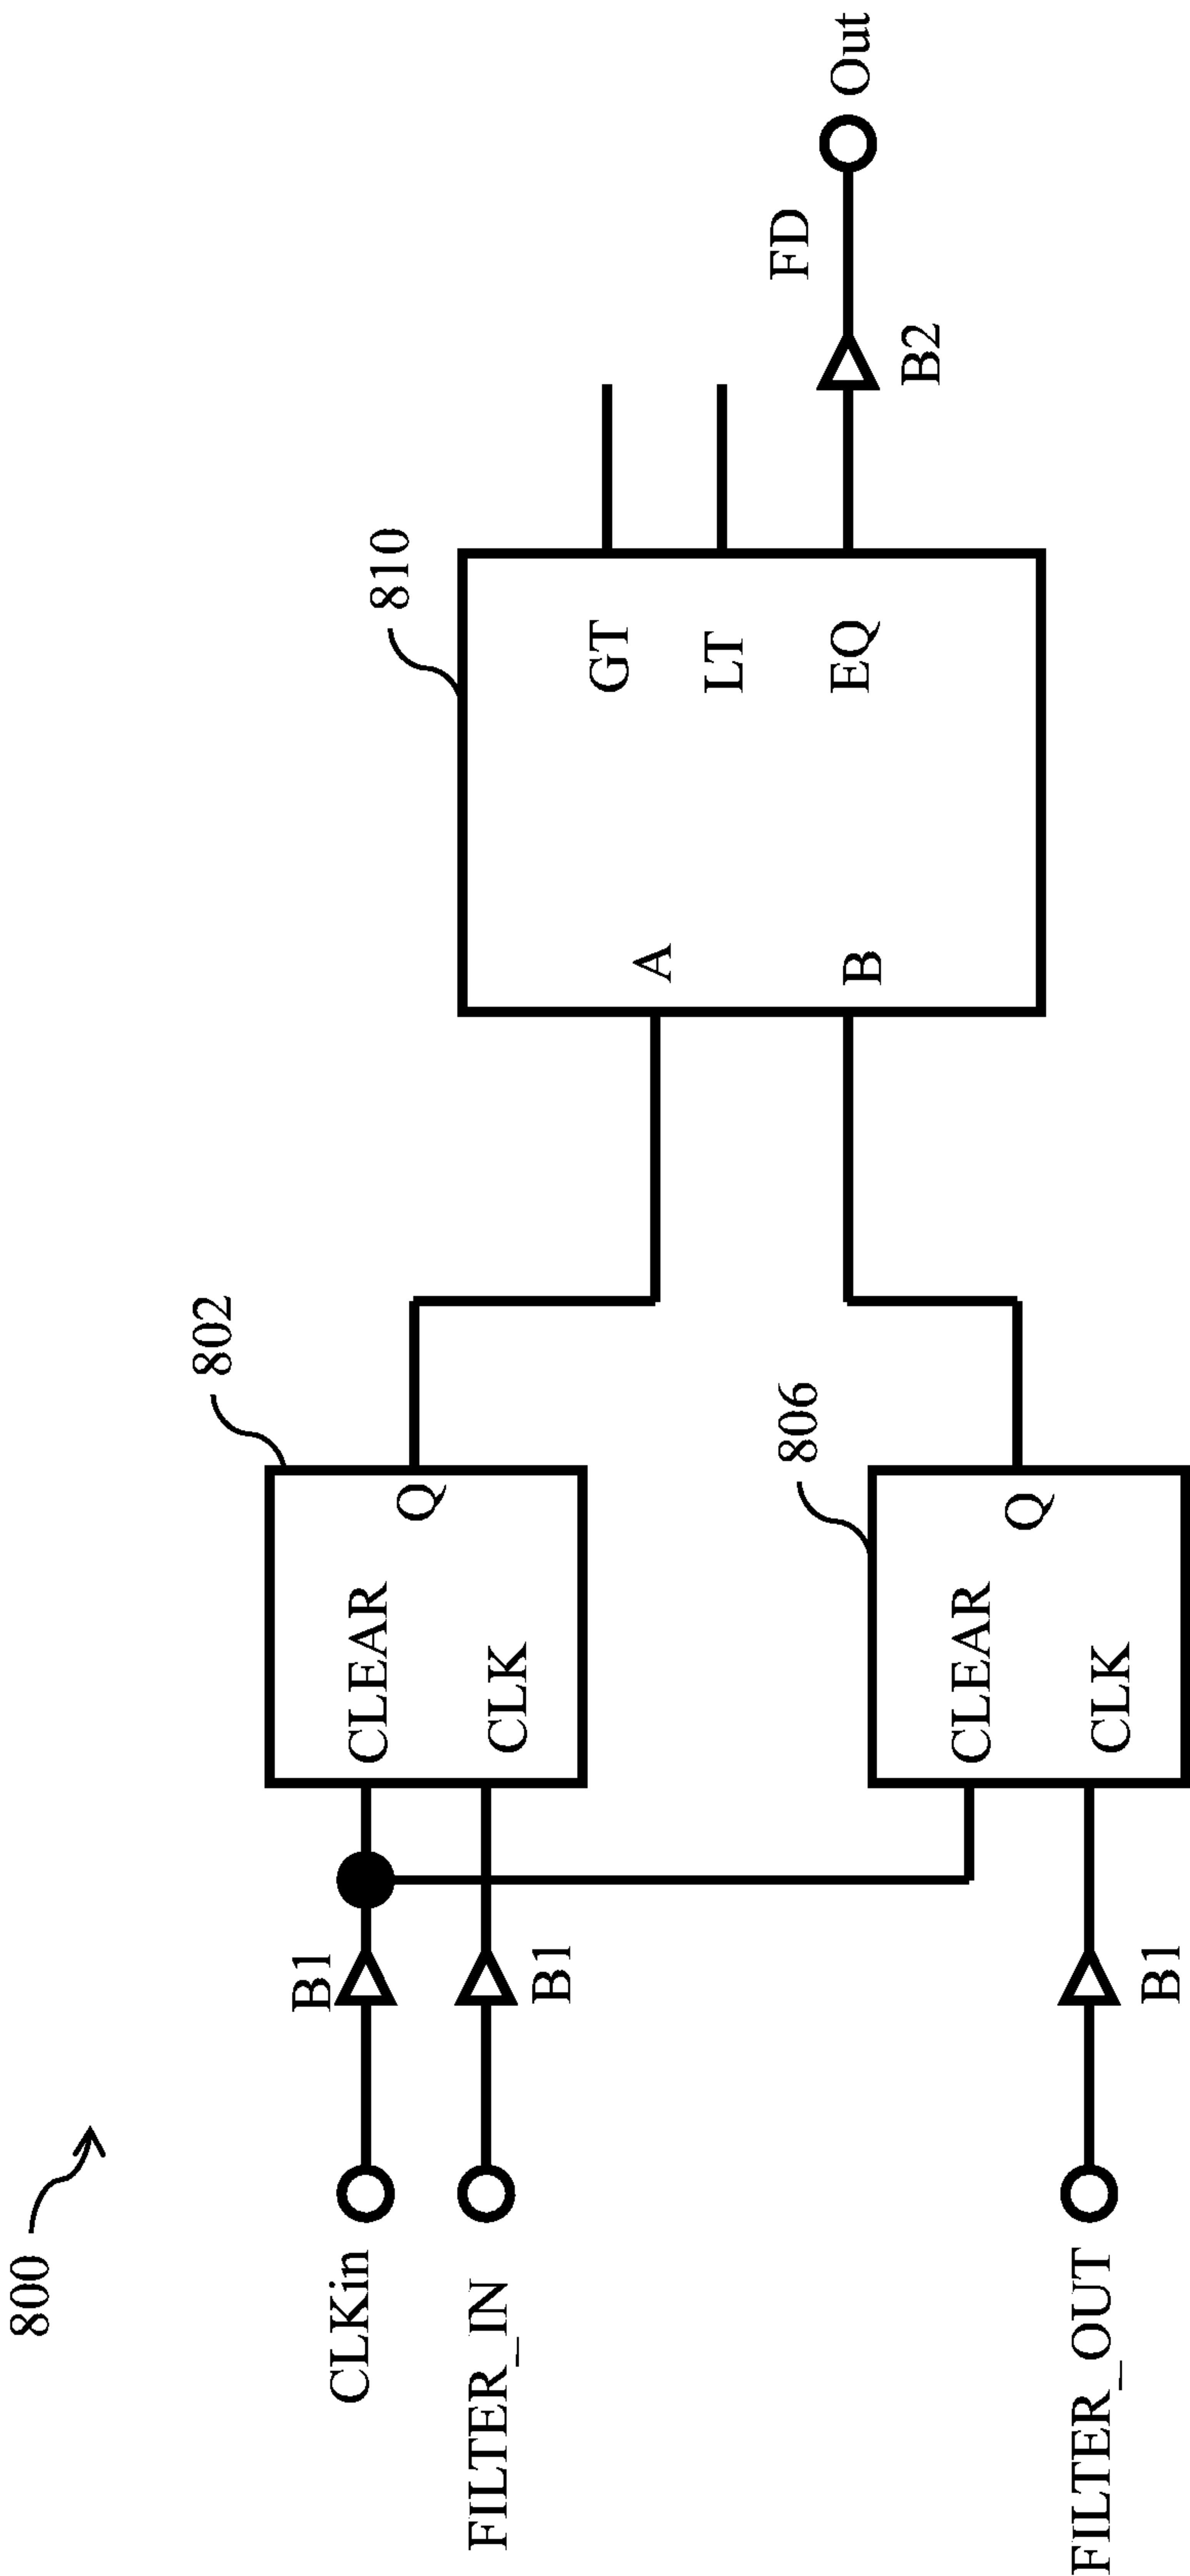 800
CLKin
B1
FILTER_IN
B1
802
CLEAR
Q
CLK
806
CLEAR
Q
CLK
FILTER_OUT
B1
810
A
B
GT
LT
EQ
FD
B2
Out